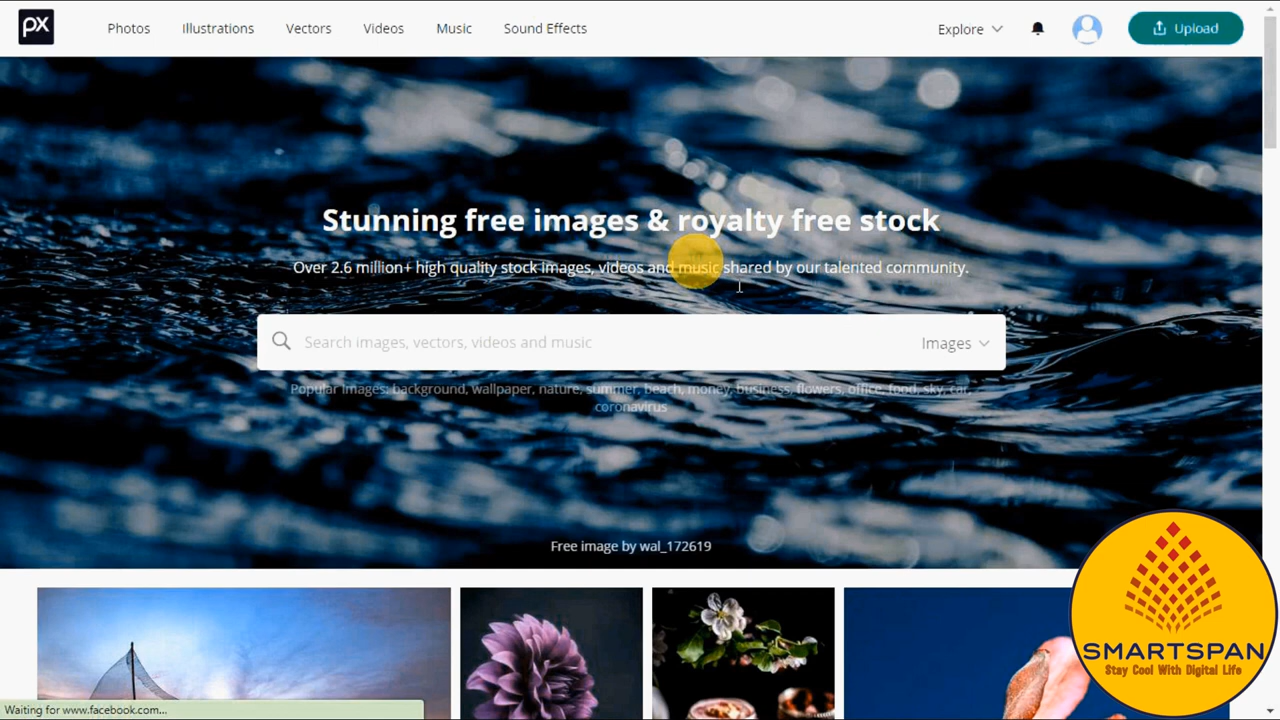 px
Photos
Illustrations
Vectors
Videos
Music
Sound Effects
Explore
Upload
Stunning free images & royalty free stock
Over 2.6 million+ high quality stock images, videos and music shared by our talented community.
Search images, vectors, videos and music
Images
Popular Images: background, wallpaper, nature, summer, beach, money, business, flowers, office, food, sky, car,
coronavirus
Free image by wal_172619
SMARTSPAN
Stay Cool With Digital Life
Waiting for www.facebook.com...